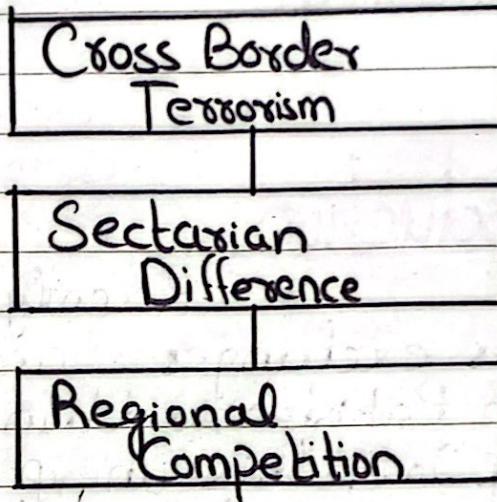 Cross Border
Terrorism
Sectarian
Difference
Regional
Competition